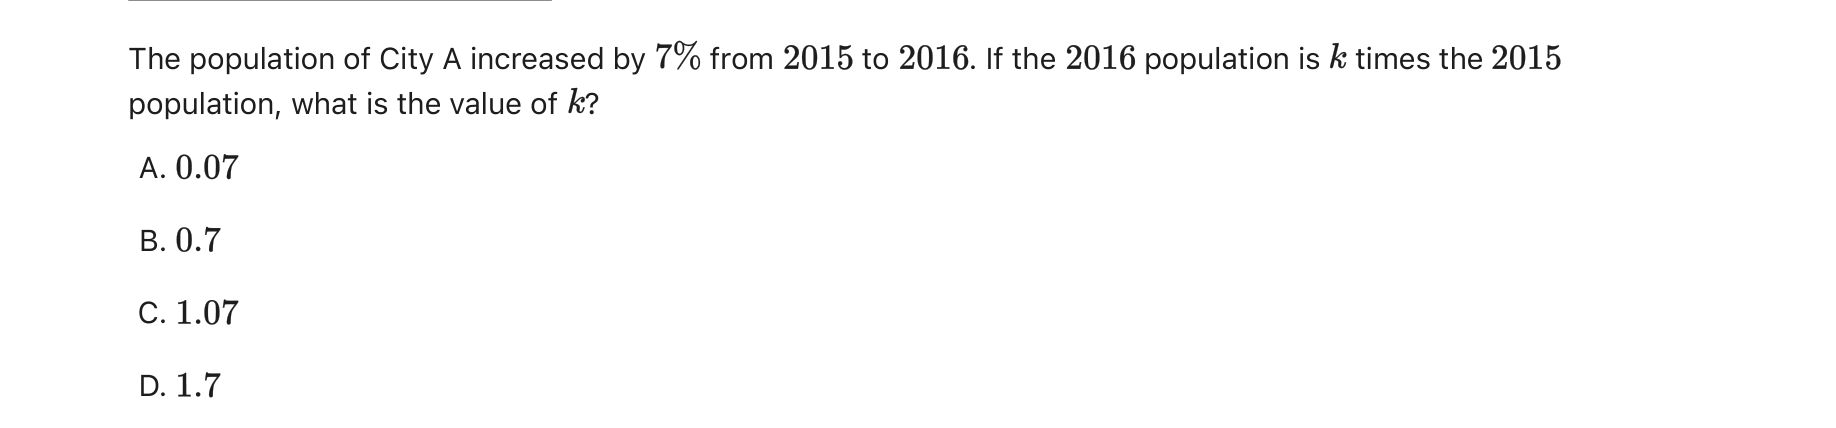 The population of City A increased by 7% from 2015 to 2016. If the 2016 population is k times the 2015
population, what is the value of k?
A. 0.07
B. 0.7
C. 1.07
D. 1.7